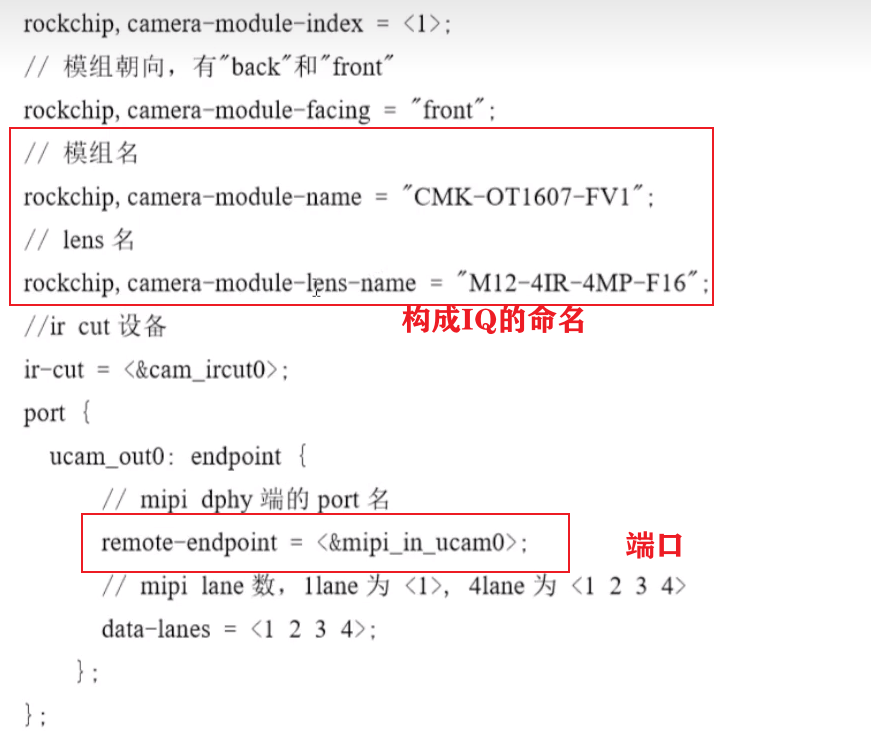 rockchip, camera-module-index = <1>;
// 模组朝向，有"back"和"front"
rockchip, camera-module-facing = "front";
// 模组名
rockchip, camera-module-name = "CMK-OT1607-FV1";
// lens 名
rockchip, camera-module-lens-name = "M12-4IR-4MP-F16";
构成IQ的命名
//ir cut 设备
ir-cut = <&cam_ircut0>;
port {
ucam_out0: endpoint {
// mipi dphy 端的 port 名
remote-endpoint = <&mipi_in_ucam0>;
端口
// mipi lane 数，1lane 为 <1>, 4lane 为 <1 2 3 4>
data-lanes = <1 2 3 4>;
};
};